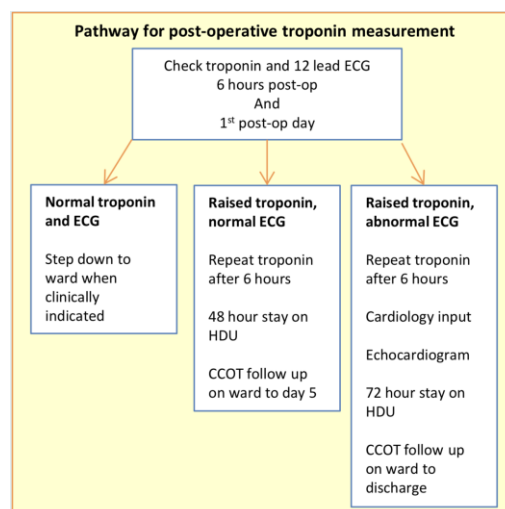 Pathway for post-operative troponin measurement
Check troponin and 12 lead ECG
6 hours post-op
And
1st post-op day
Normal troponin
and ECG
Step down to
ward when
clinically
indicated
Raised troponin,
normal ECG
Repeat troponin
after 6 hours
48 hour stay on
HDU
CCOT follow up
on ward to day 5
Raised troponin,
abnormal ECG
Repeat troponin
after 6 hours
Cardiology input
Echocardiogram
72 hour stay on
HDU
CCOT follow up
on ward to
discharge